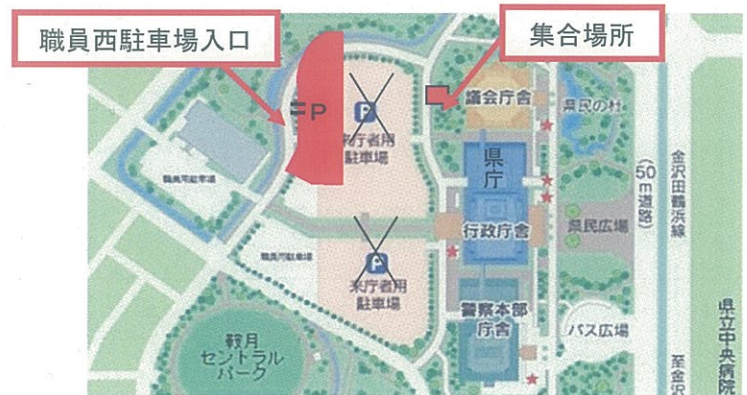 職員西駐車場入口
集合場所
P
P
来庁者用
駐車場
議会庁舎
県民の杜
県庁
行政庁舎
県民広場
金沢田鶴浜線
(50m道路)
職員用駐車場
職員用駐車場
P
来庁者用
駐車場
警察本部
庁舎
バス広場
県立中央病院
至金沢
鞍月
セントラル
パーク